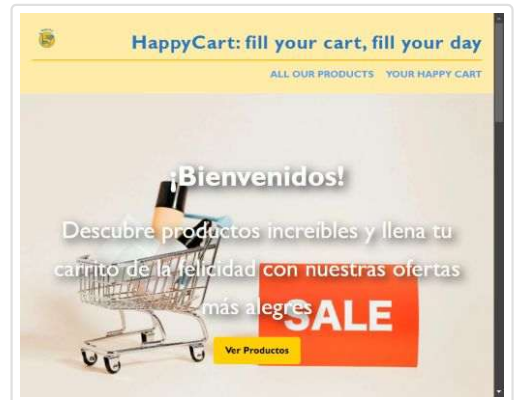 HappyCart: fill your cart, fill your day
ALL OUR PRODUCTS YOUR HAPPY CART
¡Bienvenidos!
Descubre productos increíbles y llena tu
carrito de la felicidad con nuestras ofertas
más alegres
SALE
Ver Productos